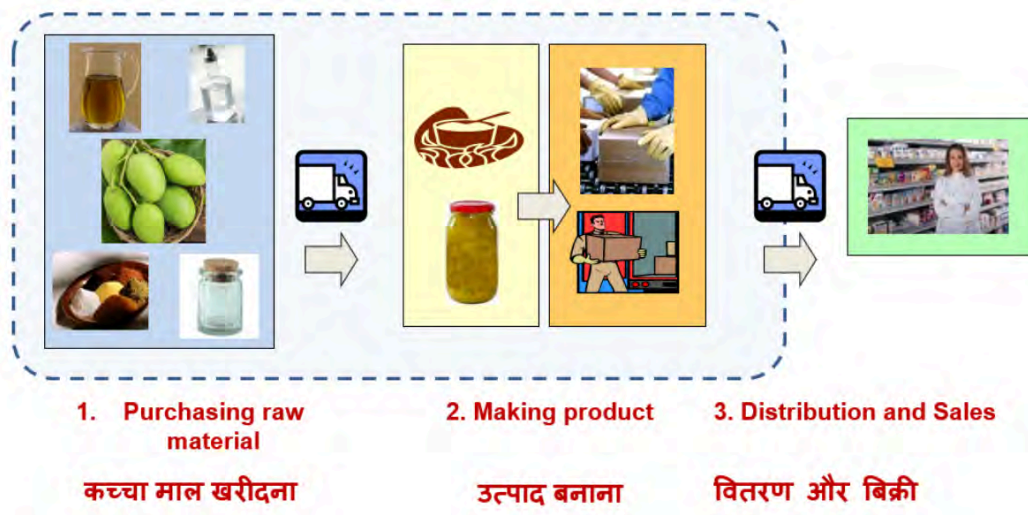 1. Purchasing raw
material
2. Making product
3. Distribution and Sales
कच्चा माल खरीदना
उत्पाद बनाना
वितरण और बिक्री